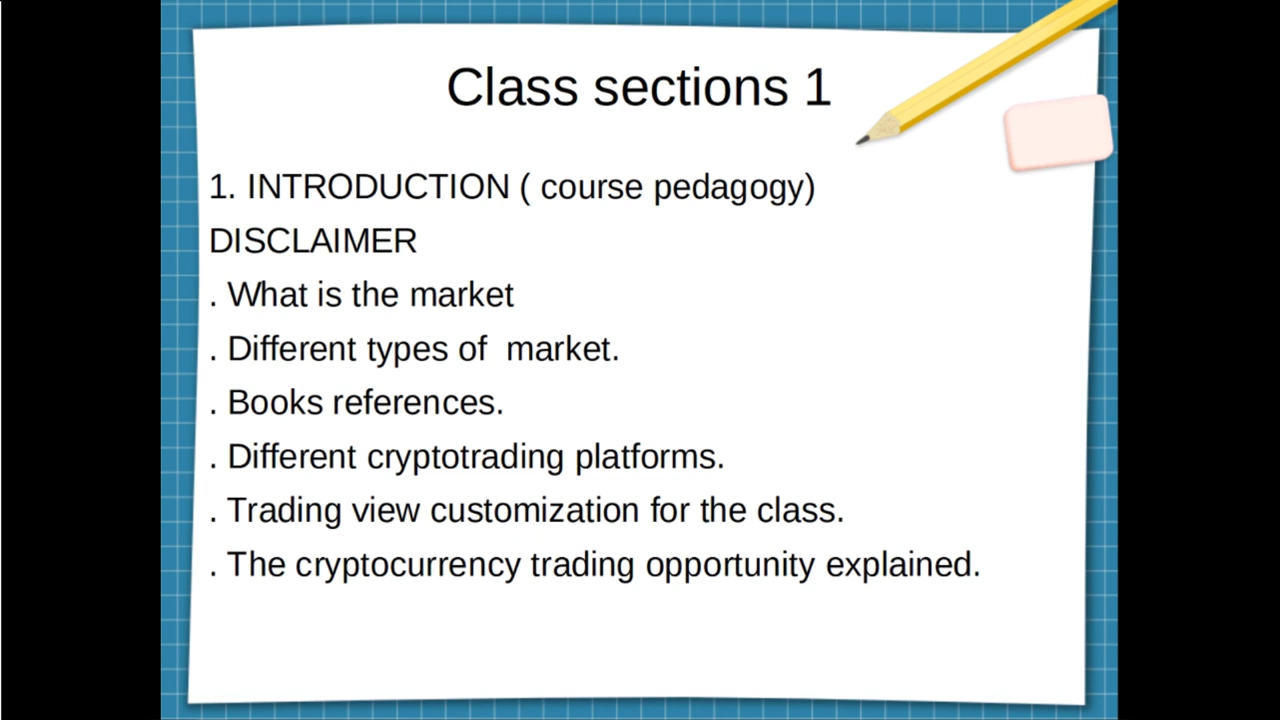 Class sections 1
1. INTRODUCTION ( course pedagogy)
DISCLAIMER
. What is the market
. Different types of  market.
. Books references.
. Different cryptotrading platforms.
. Trading view customization for the class.
. The cryptocurrency trading opportunity explained.